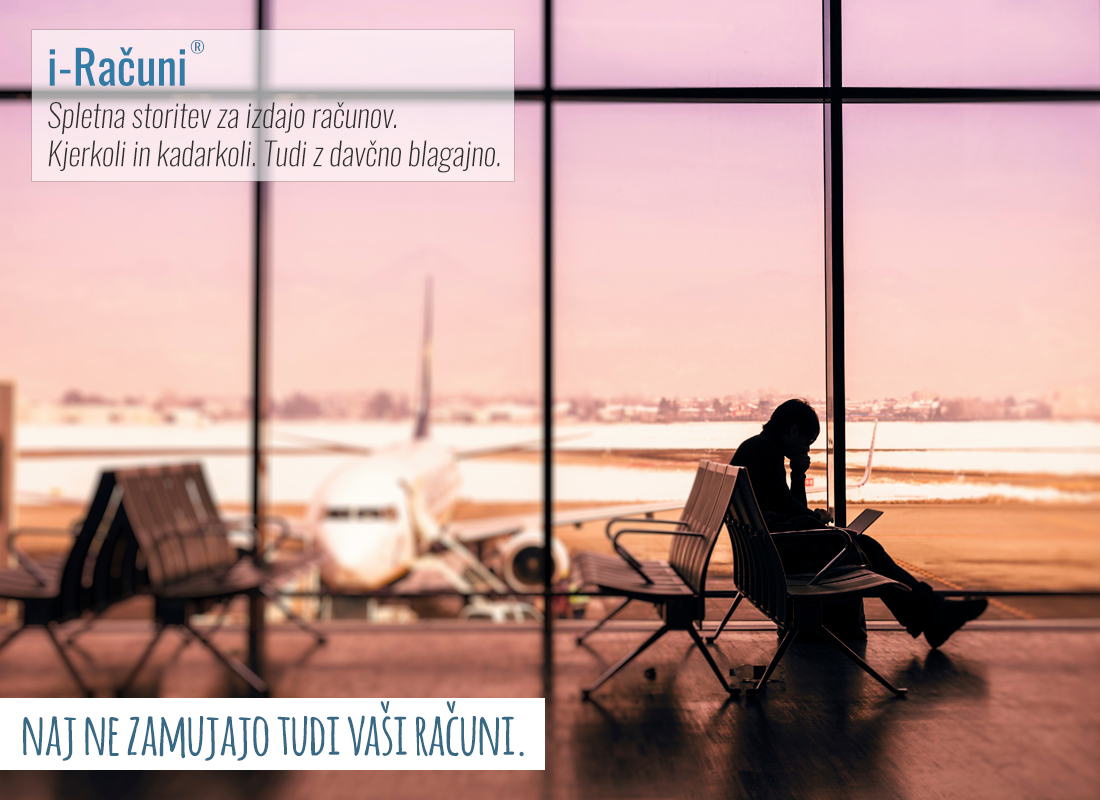 i-Računi®
Spletna storitev za izdajo računov.
Kjerkoli in kadarkoli. Tudi z davčno blagajno.
NAJ NE ZAMUJAJO TUDI VAŠI RAČUNI.